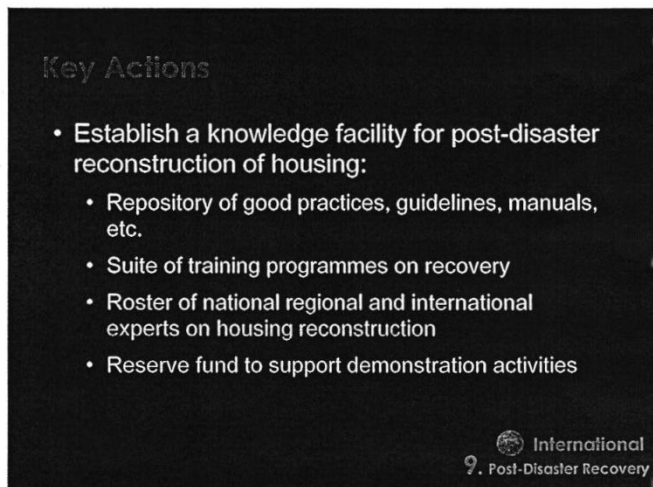 Key Actions
• Establish a knowledge facility for post-disaster
reconstruction of housing:
• Repository of good practices, guidelines, manuals,
etc.
• Suite of training programmes on recovery
• Roster of national regional and international
experts on housing reconstruction
• Reserve fund to support demonstration activities
International
9. Post-Disaster Recovery